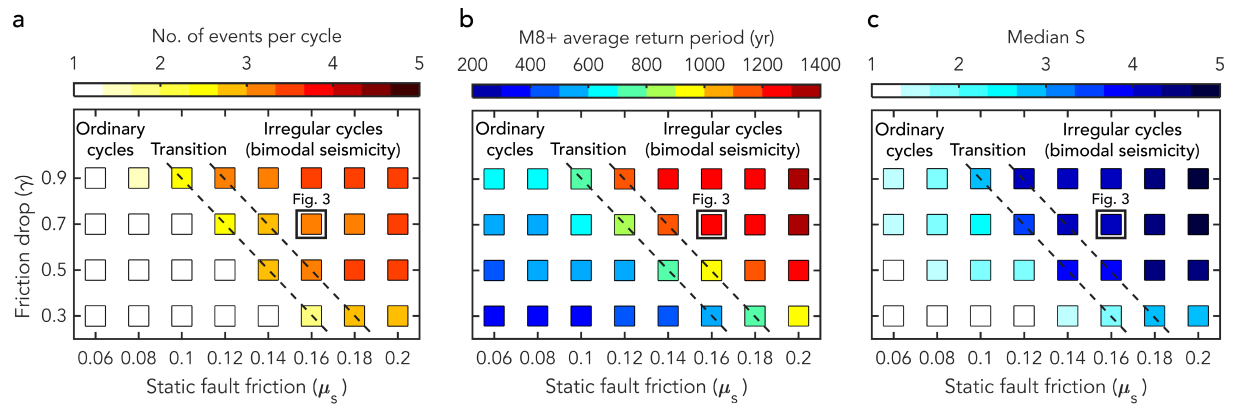 a
No. of events per cycle
1 2 3 4 5
Ordinary cycles
Transition
Irregular cycles
(bimodal seismicity)
Fig. 3
Friction drop (γ)
0.9
0.7
0.5
0.3
0.06 0.08 0.1 0.12 0.14 0.16 0.18 0.2
Static fault friction (μs)
b
M8+ average return period (yr)
200 400 600 800 1000 1200 1400
Ordinary cycles
Transition
Irregular cycles
(bimodal seismicity)
Fig. 3
0.06 0.08 0.1 0.12 0.14 0.16 0.18 0.2
Static fault friction (μs)
c
Median S
1 2 3 4 5
Ordinary cycles
Transition
Irregular cycles
(bimodal seismicity)
Fig. 3
0.06 0.08 0.1 0.12 0.14 0.16 0.18 0.2
Static fault friction (μs)